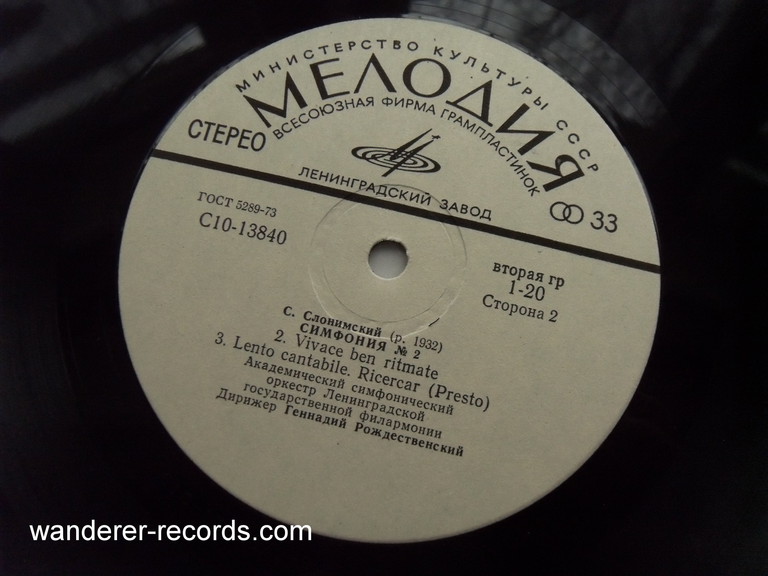 МИНИСТЕРСТВО КУЛЬТУРЫ СССР
МЕЛОДИЯ
ВСЕСОЮЗНАЯ ФИРМА ГРАМПЛАСТИНОК
СТЕРЕО
ЛЕНИНГРАДСКИЙ ЗАВОД
33
ГОСТ 5289-73
С10-13840
вторая гр
1-20
Сторона 2
С. Слонимский (р. 1932)
СИМФОНИЯ № 2
2. Vivace ben ritmate
3. Lento cantabile. Ricercar (Presto)
Академический симфонический
оркестр Ленинградской
государственной филармонии
Дирижер Геннадий Рождественский
wanderer-records.com